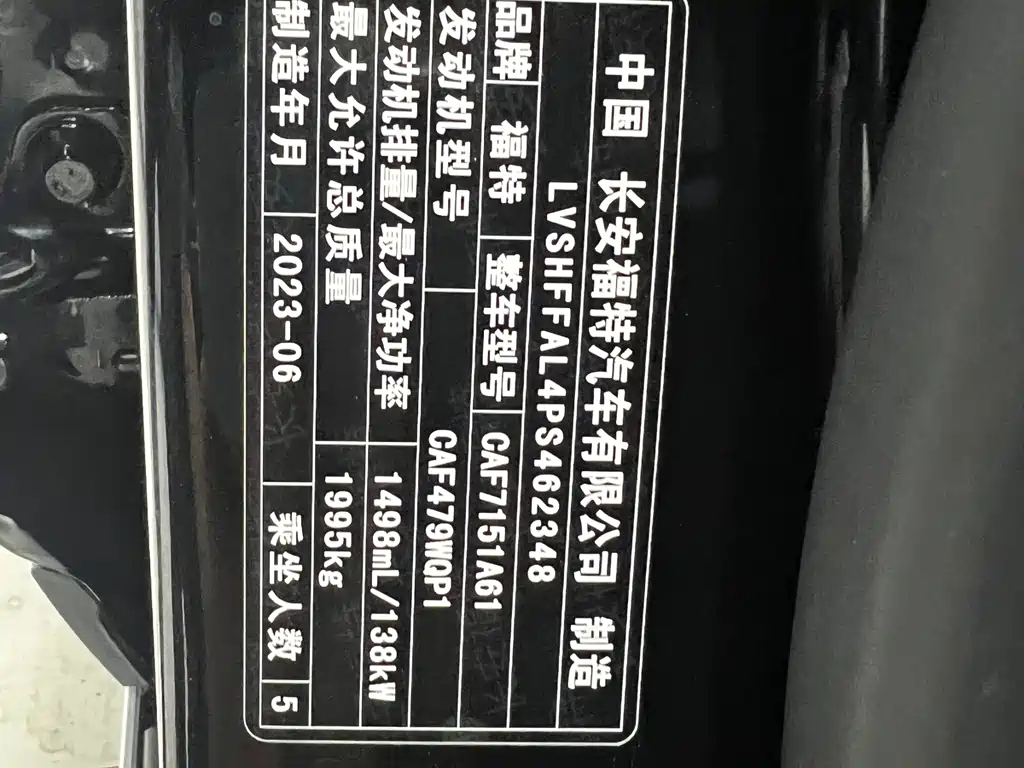 中国 长安福特汽车有限公司 制造
LVSHFFAL4PS462348
品牌 福特 整车型号 CAF7151A61
发动机型号 CAF479WQP1
发动机排量/最大净功率 1498mL/138kW
最大允许总质量 1995kg
制造年月 2023-06 乘坐人数 5